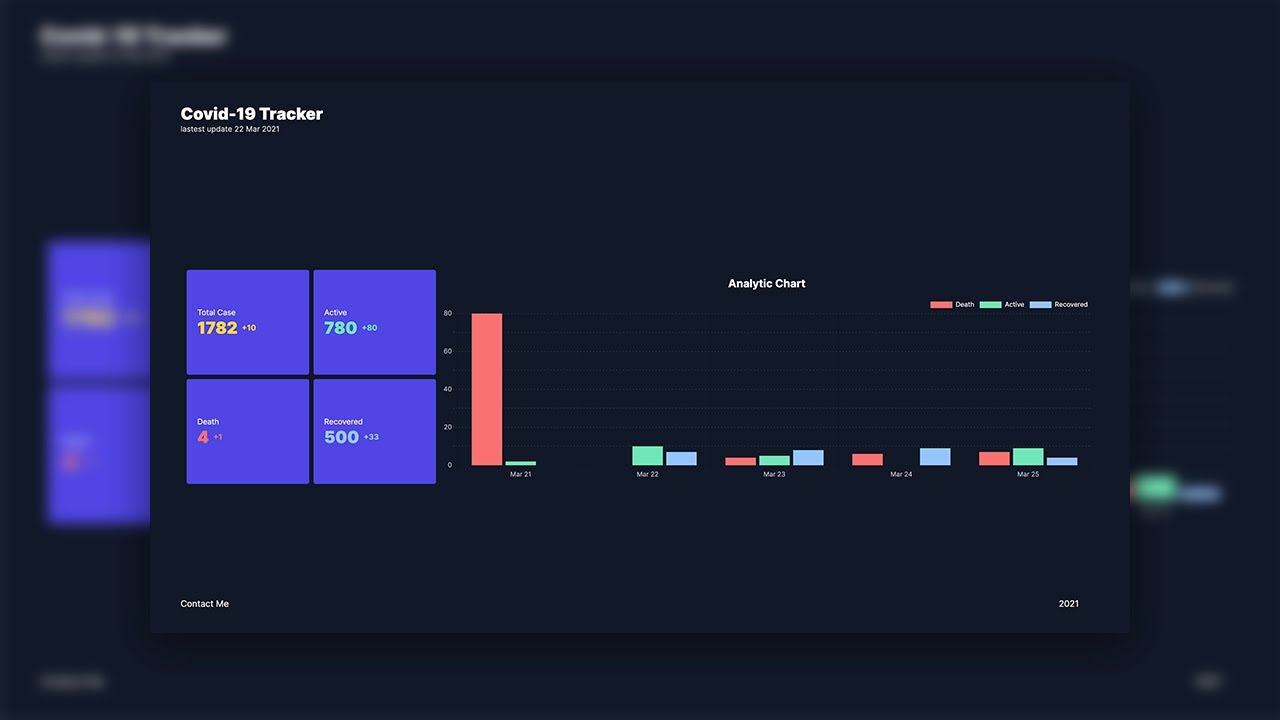 Covid-19 Tracker
lastest update 22 Mar 2021
Total Case
1782 +10
Active
780 +80
Death
4 +1
Recovered
500 +33
Analytic Chart
Death Active Recovered
80
60
40
20
0
Mar 21 Mar 22 Mar 23 Mar 24 Mar 25
Contact Me
2021